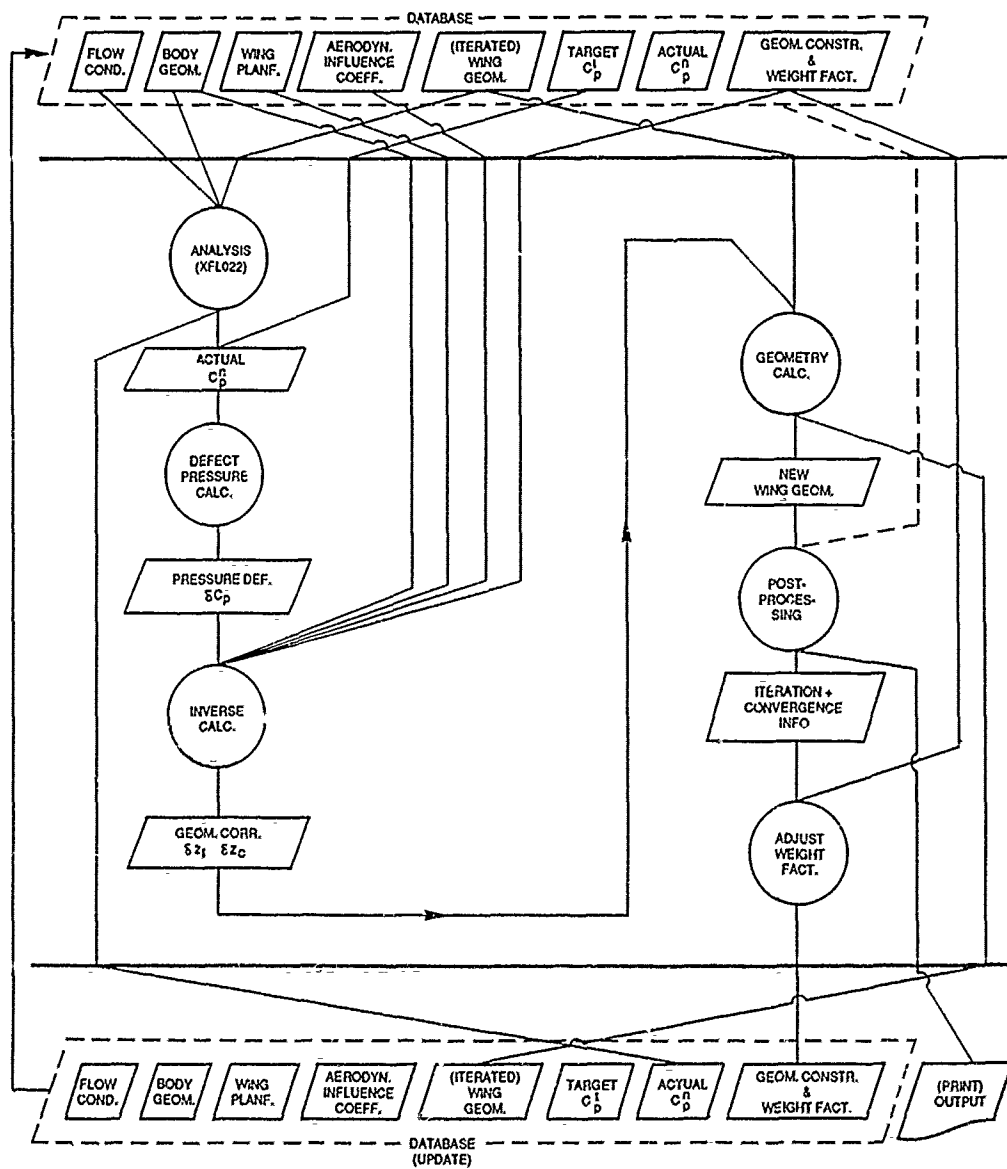 DATABASE
FLOW
COND.
BODY
GEOM.
WING
PLANF.
AERODYN.
INFLUENCE
COEFF.
(ITERATED)
WING
GEOM.
TARGET
C_p^t
ACTUAL
C_p^n
GEOM. CONSTR.
&
WEIGHT FACT.
ANALYSIS
(XFLO22)
ACTUAL
C_p^n
DEFECT
PRESSURE
CALC.
PRESSURE DEF.
δC_p
INVERSE
CALC.
GEOM. CORR.
δz_t δz_c
GEOMETRY
CALC.
NEW
WING GEOM.
POST-
PROCES-
SING
ITERATION +
CONVERGENCE
INFO
ADJUST
WEIGHT
FACT.
FLOW
COND.
BODY
GEOM.
WING
PLANF.
AERODYN.
INFLUENCE
COEFF.
(ITERATED)
WING
GEOM.
TARGET
C_p^t
ACTUAL
C_p^n
GEOM. CONSTR.
&
WEIGHT FACT.
(PRINT)
OUTPUT
DATABASE
(UPDATE)